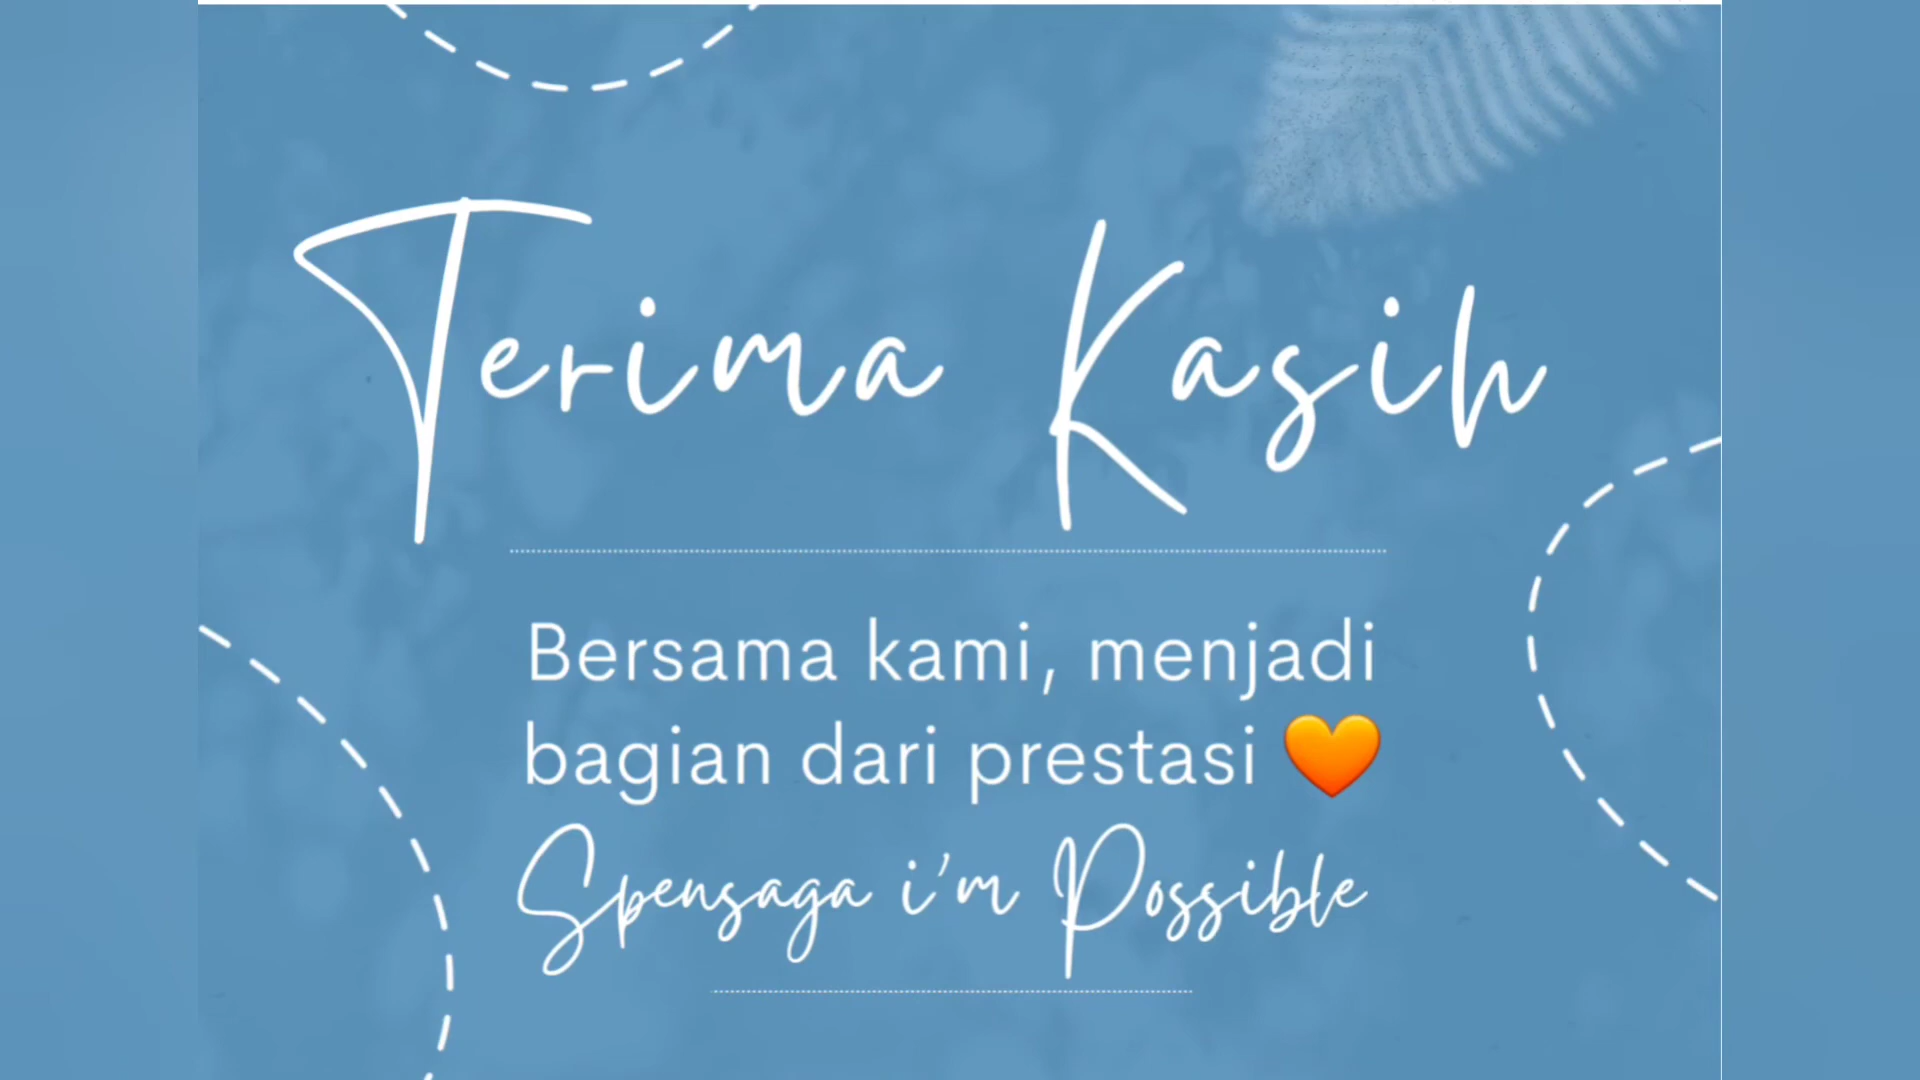 Terima Kasih
Bersama kami, menjadi
bagian dari prestasi 🧡
Spensaga i'm Possible